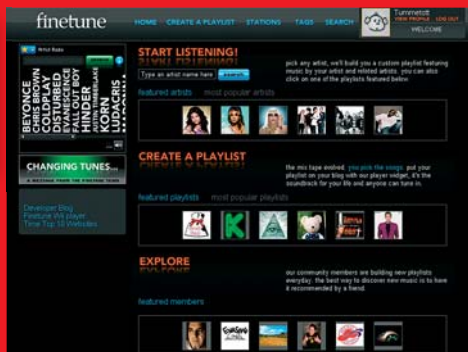 finetune
HOME CREATE A PLAYLIST STATIONS TAGS SEARCH
Tummetott
VIEW PROFILE LOG OUT
WELCOME
Artist Radio
BEYONCE
CHRIS BROWN
COLDPLAY
DISTURBED
EVANESCENCE
FALL OUT BOY
HINDER
JUSTIN TIMBERLAKE
KORN
LUDACRIS
CHANGING TUNES...
A MESSAGE FROM THE FINETUNE TEAM
Developer Blog
Finetune Wii player
Time Top 10 Websites
START LISTENING!
Type an artist name here
search
pick any artist, we'll build you a custom playlist featuring
music by your artist and related artists. you can also
click on one of the playlists featured below
featured artists most popular artists
CREATE A PLAYLIST
the mix tape evolved. you pick the songs. put your
playlist on your blog with our player widget, it's the
soundtrack for your life and anyone can tune in.
featured playlists most popular playlists
EXPLORE
our community members are building new playlists
everyday. the best way to discover new music is to have
it recommended by a friend.
featured members